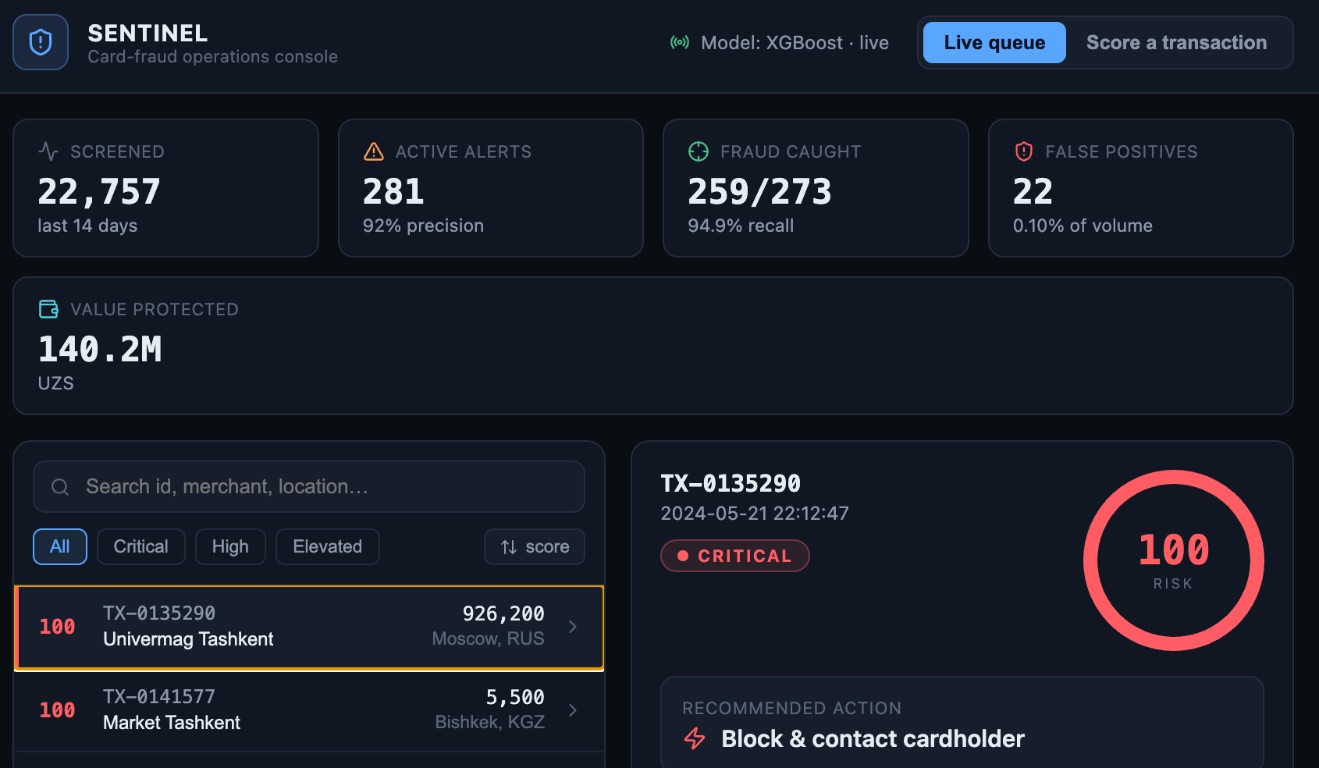 SENTINEL
Card-fraud operations console
Model: XGBoost · live
Live queue
Score a transaction
SCREENED
22,757
last 14 days
ACTIVE ALERTS
281
92% precision
FRAUD CAUGHT
259/273
94.9% recall
FALSE POSITIVES
22
0.10% of volume
VALUE PROTECTED
140.2M
UZS
Search id, merchant, location…
All
Critical
High
Elevated
score
100
TX—0135290
926,200
Univermag Tashkent
Moscow, RUS
100
TX—0141577
5,500
Market Tashkent
Bishkek, KGZ
TX—0135290
2024-05-21 22:12:47
CRITICAL
100
RISK
RECOMMENDED ACTION
Block & contact cardholder